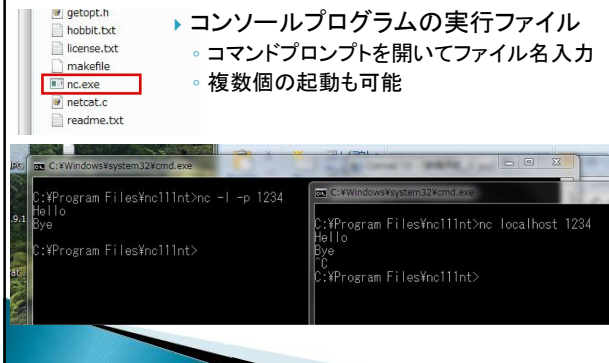 getopt.h
hobbit.txt
license.txt
makefile
nc.exe
netcat.c
readme.txt
コンソールプログラムの実行ファイル
コマンドプロンプトを開いてファイル名入力
複数個の起動も可能
C:¥Windows¥system32¥cmd.exe
C:¥Program Files¥nc111nt>nc -l -p 1234
Hello
Bye
C:¥Program Files¥nc111nt>
C:¥Windows¥system32¥cmd.exe
C:¥Program Files¥nc111nt>nc localhost 1234
Hello
Bye
^C
C:¥Program Files¥nc111nt>